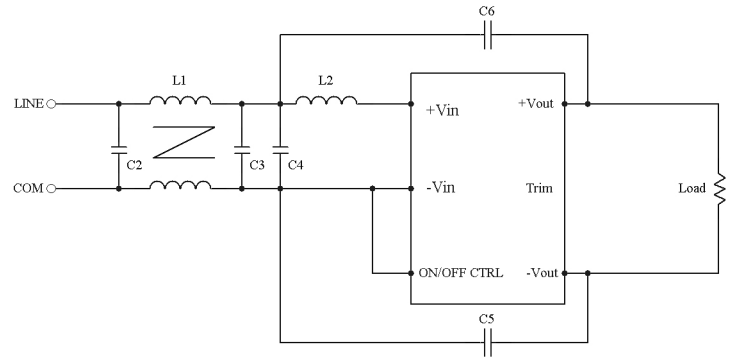 C6
L1
L2
LINE
+Vin
+Vout
C2
C3
C4
COM
-Vin
Trim
Load
ON/OFF CTRL
-Vout
C5